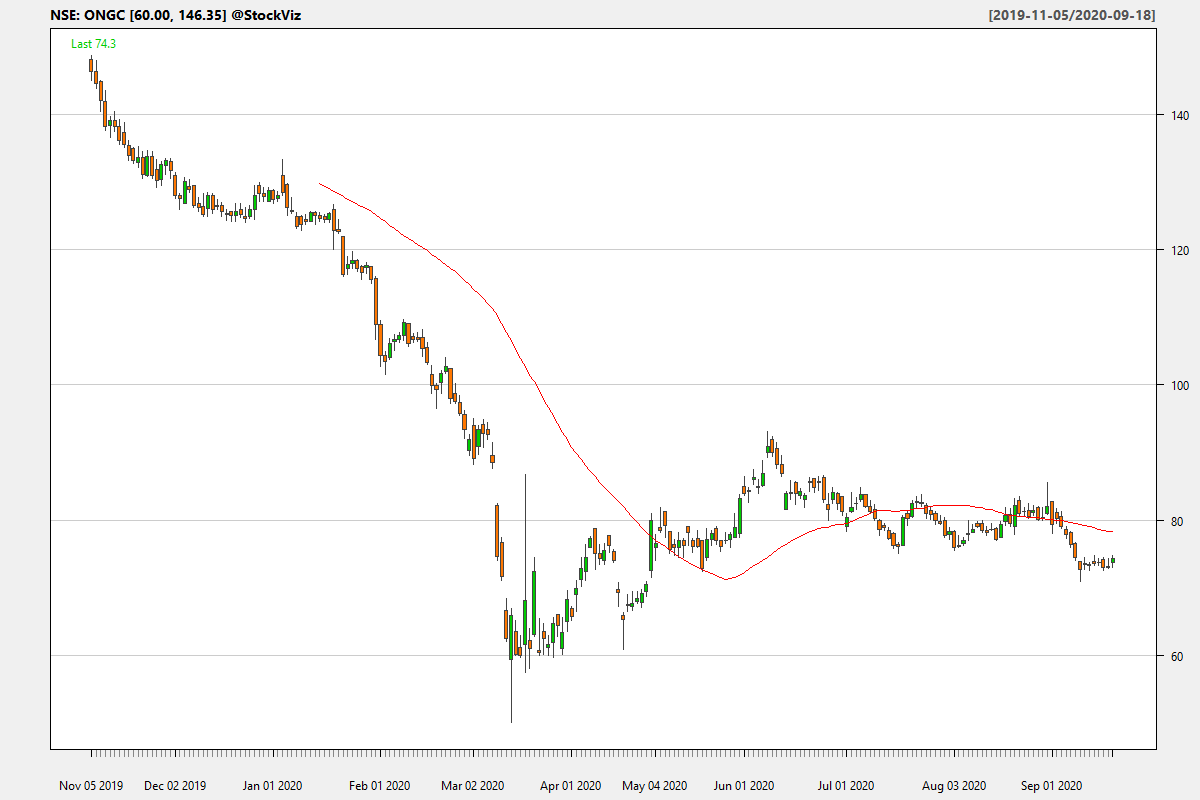 NSE: ONGC [60.00, 146.35] @StockViz [2019-11-05/2020-09-18]
Last 74.3
140
120
100
80
60
Nov 05 2019 Dec 02 2019 Jan 01 2020 Feb 01 2020 Mar 02 2020 Apr 01 2020 May 04 2020 Jun 01 2020 Jul 01 2020 Aug 03 2020 Sep 01 2020